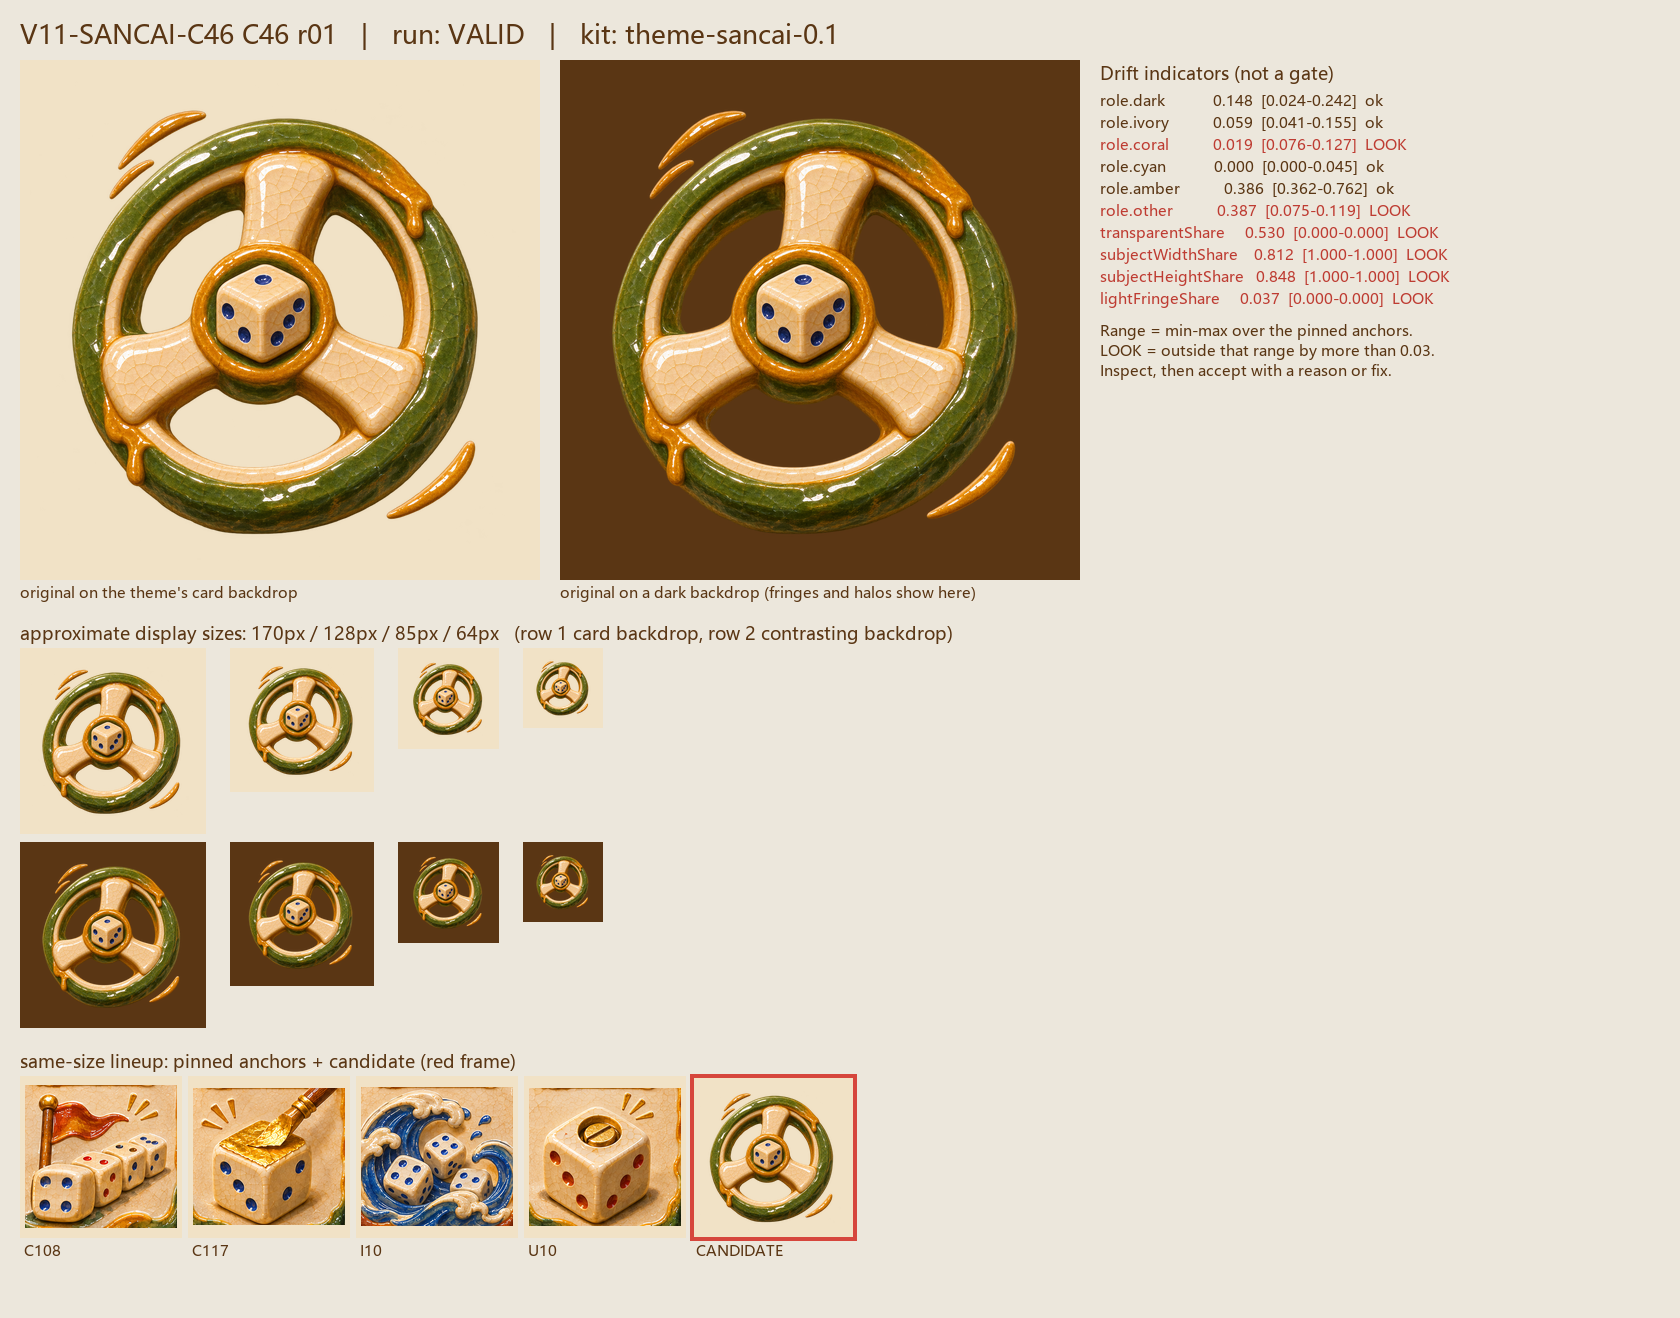 V11-SANCAI-C46 C46 r01 | run: VALID | kit: theme-sancai-0.1
Drift indicators (not a gate)
role.dark 0.148 [0.024-0.242] ok
role.ivory 0.059 [0.041-0.155] ok
role.coral 0.019 [0.076-0.127] LOOK
role.cyan 0.000 [0.000-0.045] ok
role.amber 0.386 [0.362-0.762] ok
role.other 0.387 [0.075-0.119] LOOK
transparentShare 0.530 [0.000-0.000] LOOK
subjectWidthShare 0.812 [1.000-1.000] LOOK
subjectHeightShare 0.848 [1.000-1.000] LOOK
lightFringeShare 0.037 [0.000-0.000] LOOK
Range = min-max over the pinned anchors.
LOOK = outside that range by more than 0.03.
Inspect, then accept with a reason or fix.
original on the theme's card backdrop
original on a dark backdrop (fringes and halos show here)
approximate display sizes: 170px / 128px / 85px / 64px (row 1 card backdrop, row 2 contrasting backdrop)
same-size lineup: pinned anchors + candidate (red frame)
C108
C117
I10
U10
CANDIDATE